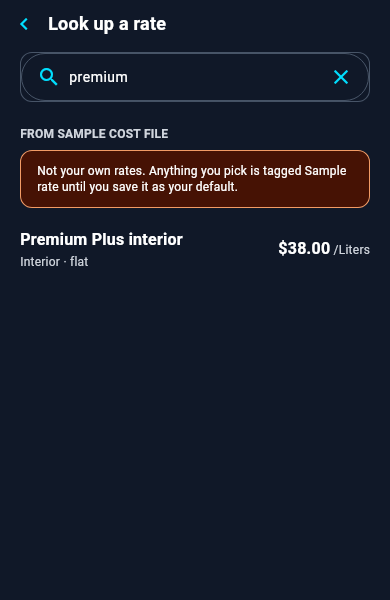 Look up a rate
premium
FROM SAMPLE COST FILE
Not your own rates. Anything you pick is tagged Sample
rate until you save it as your default.
Premium Plus interior
$38.00 /Liters
Interior · flat